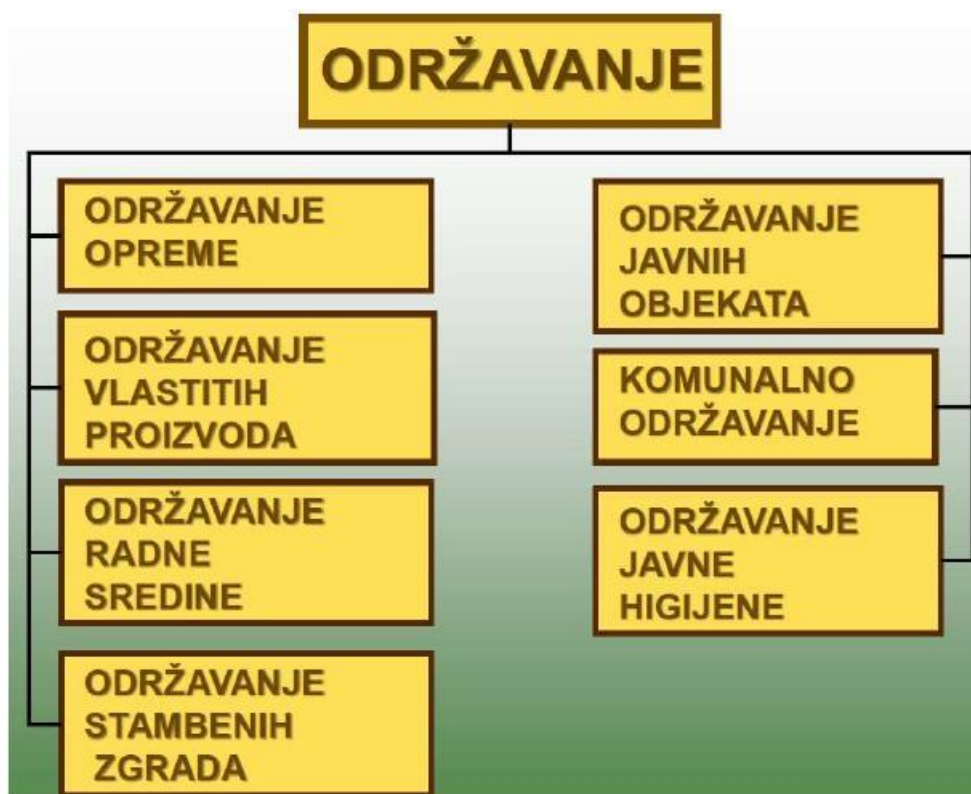 ODRŽAVANJE
ODRŽAVANJE
OPREME
ODRŽAVANJE
VLASTITIH
PROIZVODA
ODRŽAVANJE
RADNE
SREDINE
ODRŽAVANJE
STAMBENIH
ZGRADA
ODRŽAVANJE
JAVNIH
OBJEKATA
KOMUNALNO
ODRŽAVANJE
ODRŽAVANJE
JAVNE
HIGIJENE